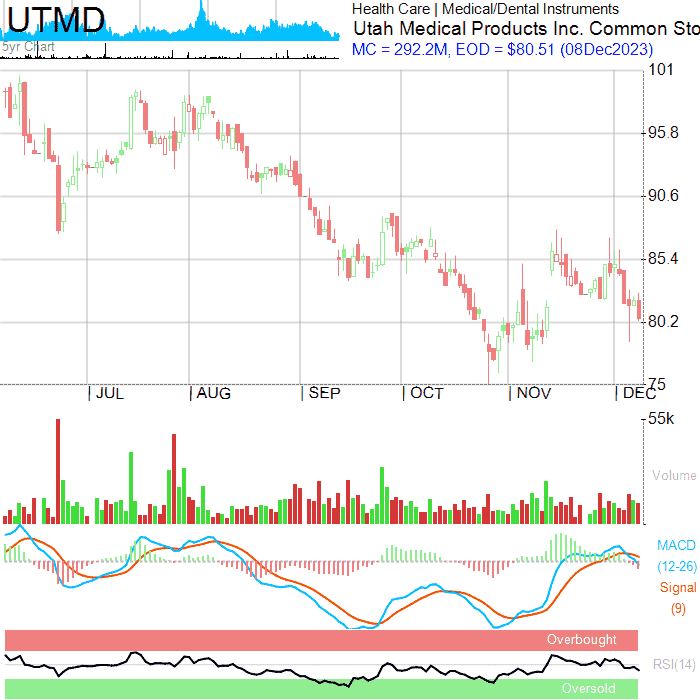 UTMD
5yr Chart
Health Care | Medical/Dental Instruments
Utah Medical Products Inc. Common Sto
MC = 292.2M, EOD = $80.51 (08Dec2023)
101
95.8
90.6
85.4
80.2
75
JUL AUG SEP OCT NOV DEC
55k
Volume
MACD
(12-26)
Signal
(9)
Overbought
RSI(14)
Oversold